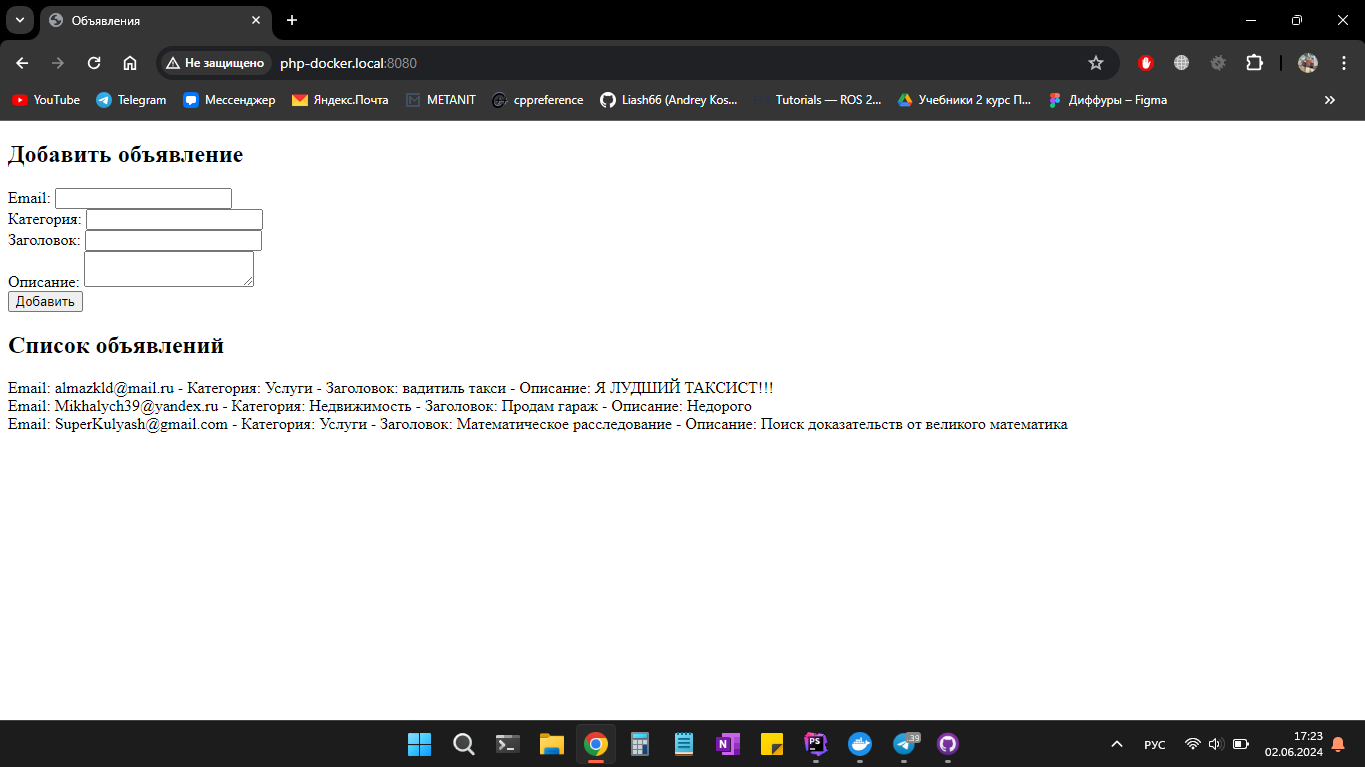 Объявления
Не защищено php-docker.local:8080
YouTube Telegram Мессенджер Яндекс.Почта METANIT cppreference Liash66 (Andrey Kos... Tutorials — ROS 2... Учебники 2 курс П... Диффуры – Figma
Добавить объявление
Email:
Категория:
Заголовок:
Описание:
Добавить
Список объявлений
Email: almazkld@mail.ru - Категория: Услуги - Заголовок: вадитиль такси - Описание: Я ЛУДШИЙ ТАКСИСТ!!!
Email: Mikhalych39@yandex.ru - Категория: Недвижимость - Заголовок: Продам гараж - Описание: Недорого
Email: SuperKulyash@gmail.com - Категория: Услуги - Заголовок: Математическое расследование - Описание: Поиск доказательств от великого математика
N PS 39 РУС 17:23
02.06.2024